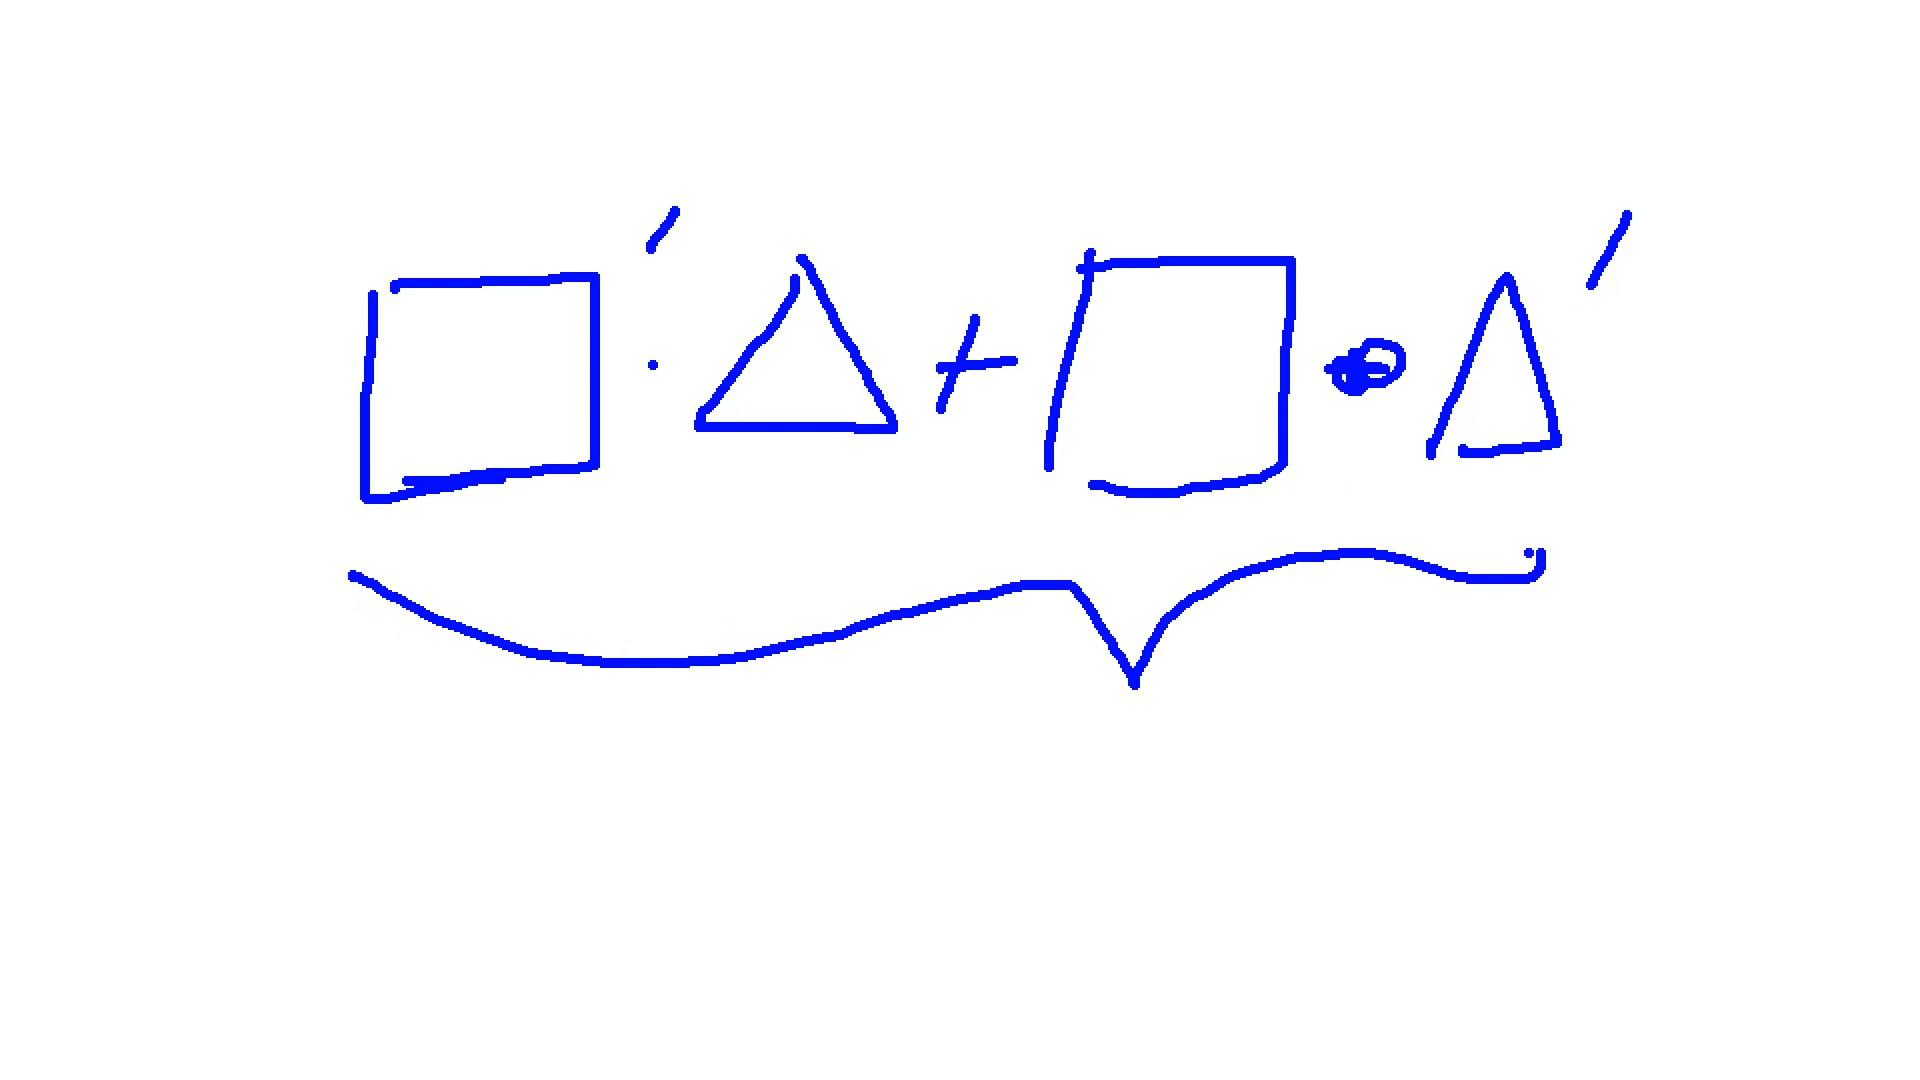 □′ · △ + □ · △′